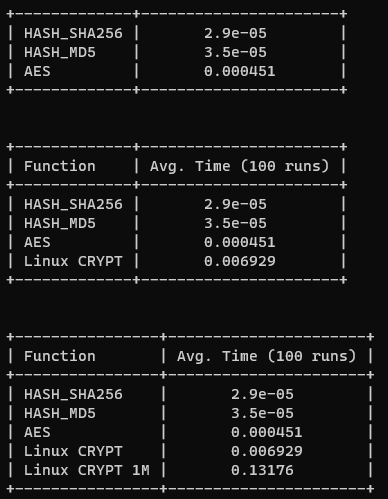 +-------------+----------------------+
| HASH_SHA256 |       2.9e-05        |
| HASH_MD5    |       3.5e-05        |
| AES         |       0.000451       |
+-------------+----------------------+
+-------------+----------------------+
| Function    | Avg. Time (100 runs) |
+-------------+----------------------+
| HASH_SHA256 |       2.9e-05        |
| HASH_MD5    |       3.5e-05        |
| AES         |       0.000451       |
| Linux CRYPT |       0.006929       |
+-------------+----------------------+
+----------------+----------------------+
| Function       | Avg. Time (100 runs) |
+----------------+----------------------+
| HASH_SHA256    |       2.9e-05        |
| HASH_MD5       |       3.5e-05        |
| AES            |       0.000451       |
| Linux CRYPT    |       0.006929       |
| Linux CRYPT 1M |       0.13176        |
+----------------+----------------------+